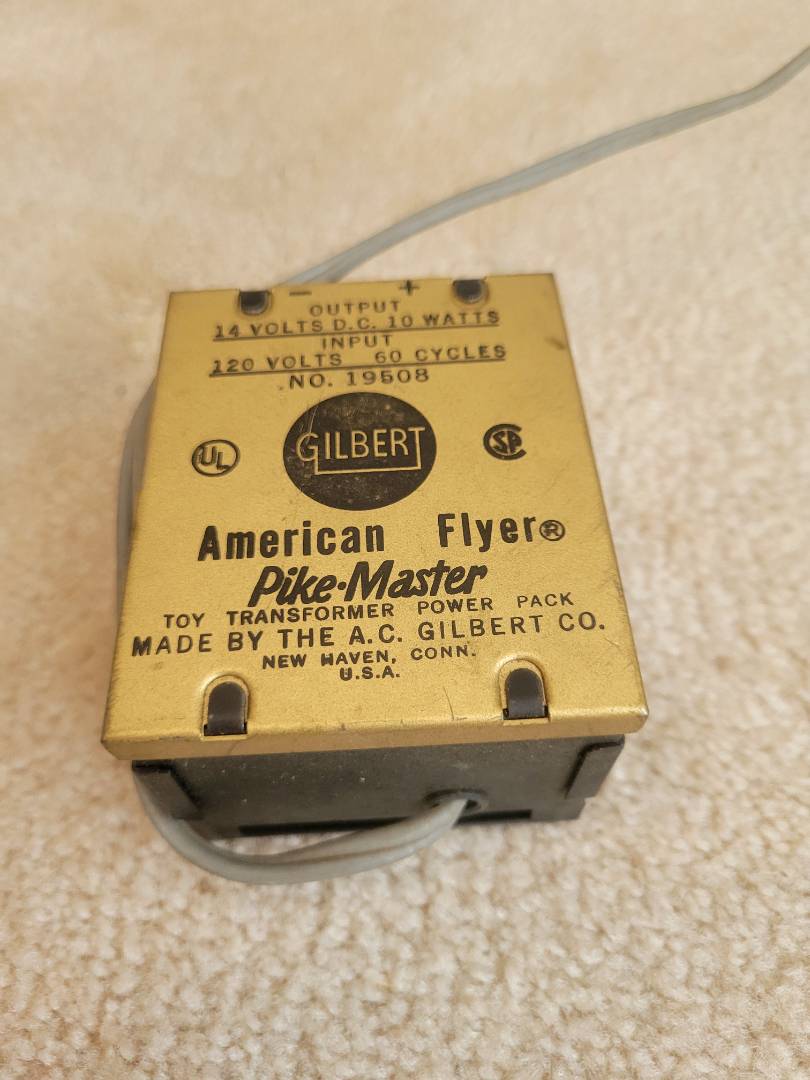 - +
OUTPUT
14 VOLTS D.C. 10 WATTS
INPUT
120 VOLTS 60 CYCLES
NO. 19508
UL GILBERT SP
American Flyer®
Pike·Master
TOY TRANSFORMER POWER PACK
MADE BY THE A.C. GILBERT CO.
NEW HAVEN, CONN.
U.S.A.